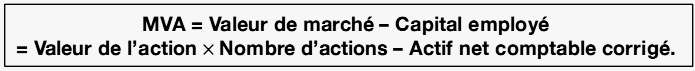 MVA = Valeur de marché – Capital employé
= Valeur de l’action × Nombre d’actions – Actif net comptable corrigé.